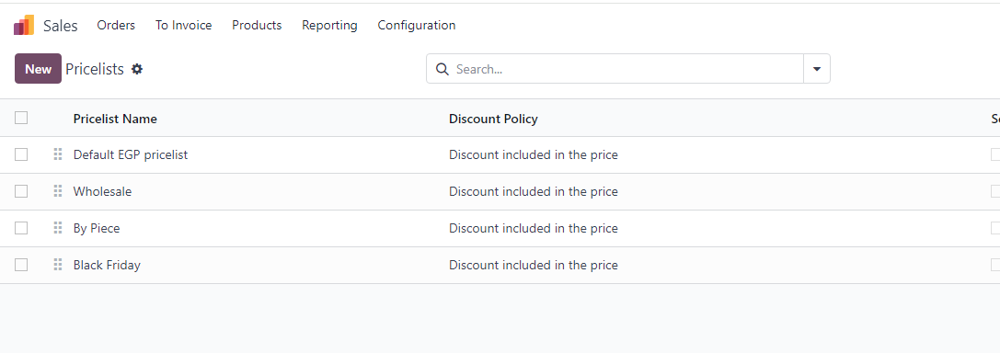 Sales Orders To Invoice Products Reporting Configuration
New Pricelists Search...
Pricelist Name Discount Policy
Default EGP pricelist Discount included in the price
Wholesale Discount included in the price
By Piece Discount included in the price
Black Friday Discount included in the price